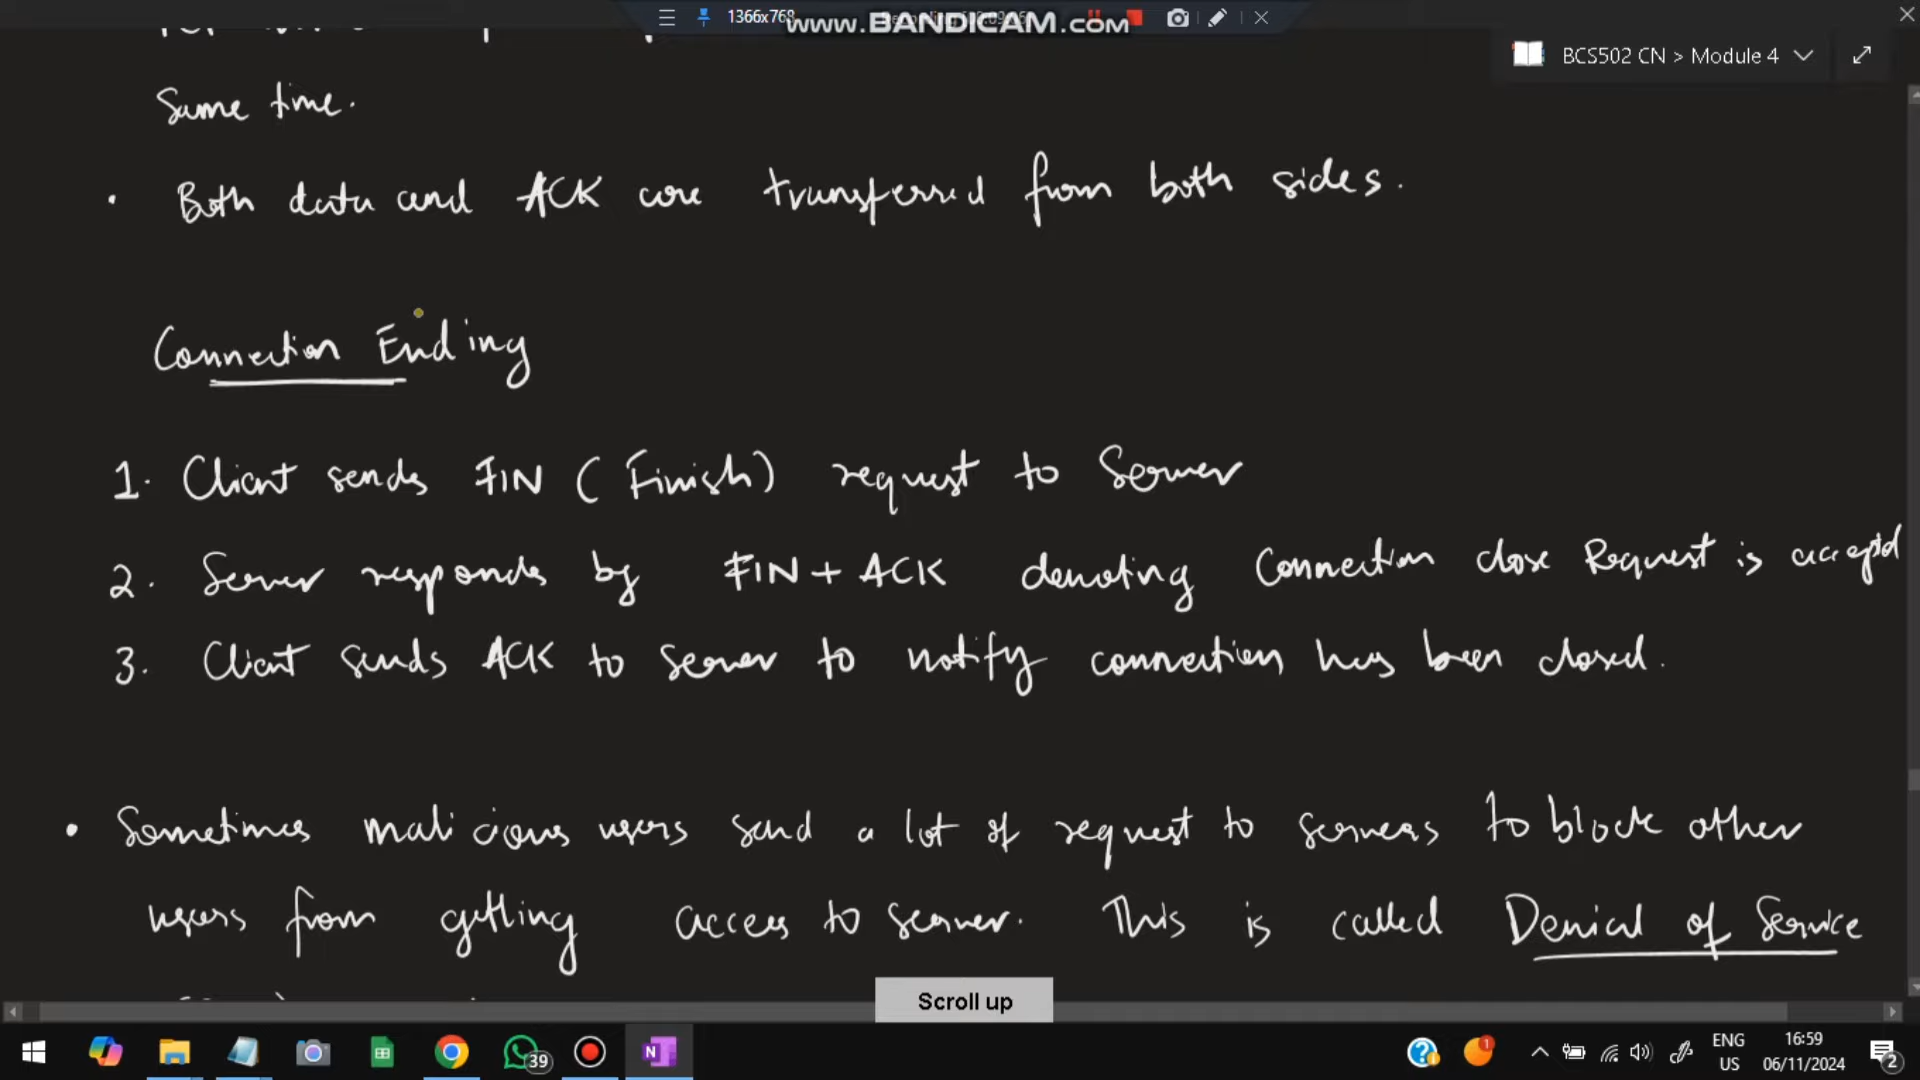 1366x768
www.BANDICAM.com
BCS502 CN > Module 4
Same time.
• Both data and ACK are transferred from both sides.
Connection Ending
1. Client sends FIN (Finish) request to Server
2. Server responds by FIN + ACK denoting Connection close Request is accepted
3. Client sends ACK to server to notify connection has been closed.
• Sometimes malicious users send a lot of request to servers to block other
users from getting access to server. This is called Denial of Service
Scroll up
39
N
1
ENG
US
16:59
06/11/2024
2